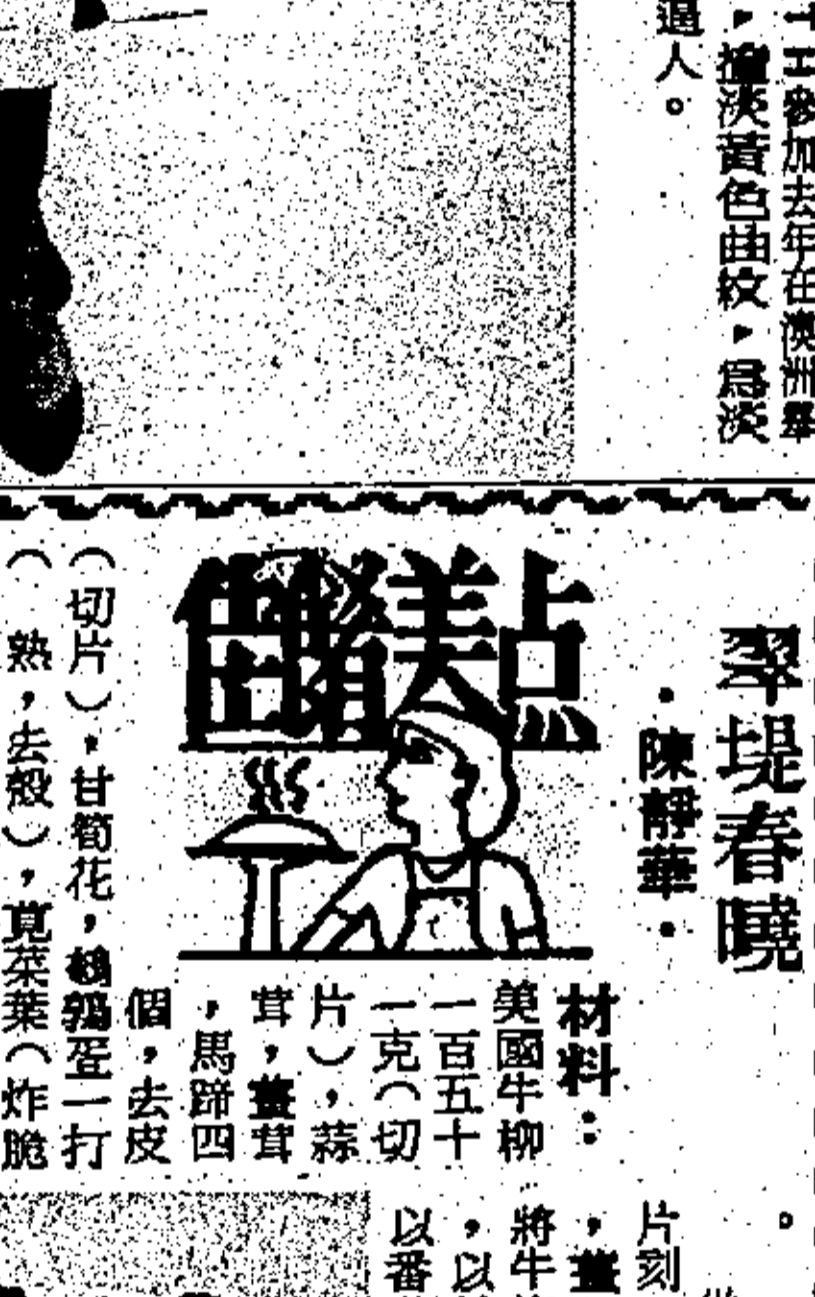 十工參加去年在澳洲舉
，淡黃色曲紋，爲淡
逼人。
翠堤春曉
·陳靜華·
佳餚美点
材料：
美國牛柳
一百五十
一克（切
片），蒜
茸，薑茸
，馬蹄四
個，去皮
（切片），甘筍花，鵪鶉蛋一打
（熟，去殼），莧菜葉（炸脆
片刻
，薑
將牛
，以
以番